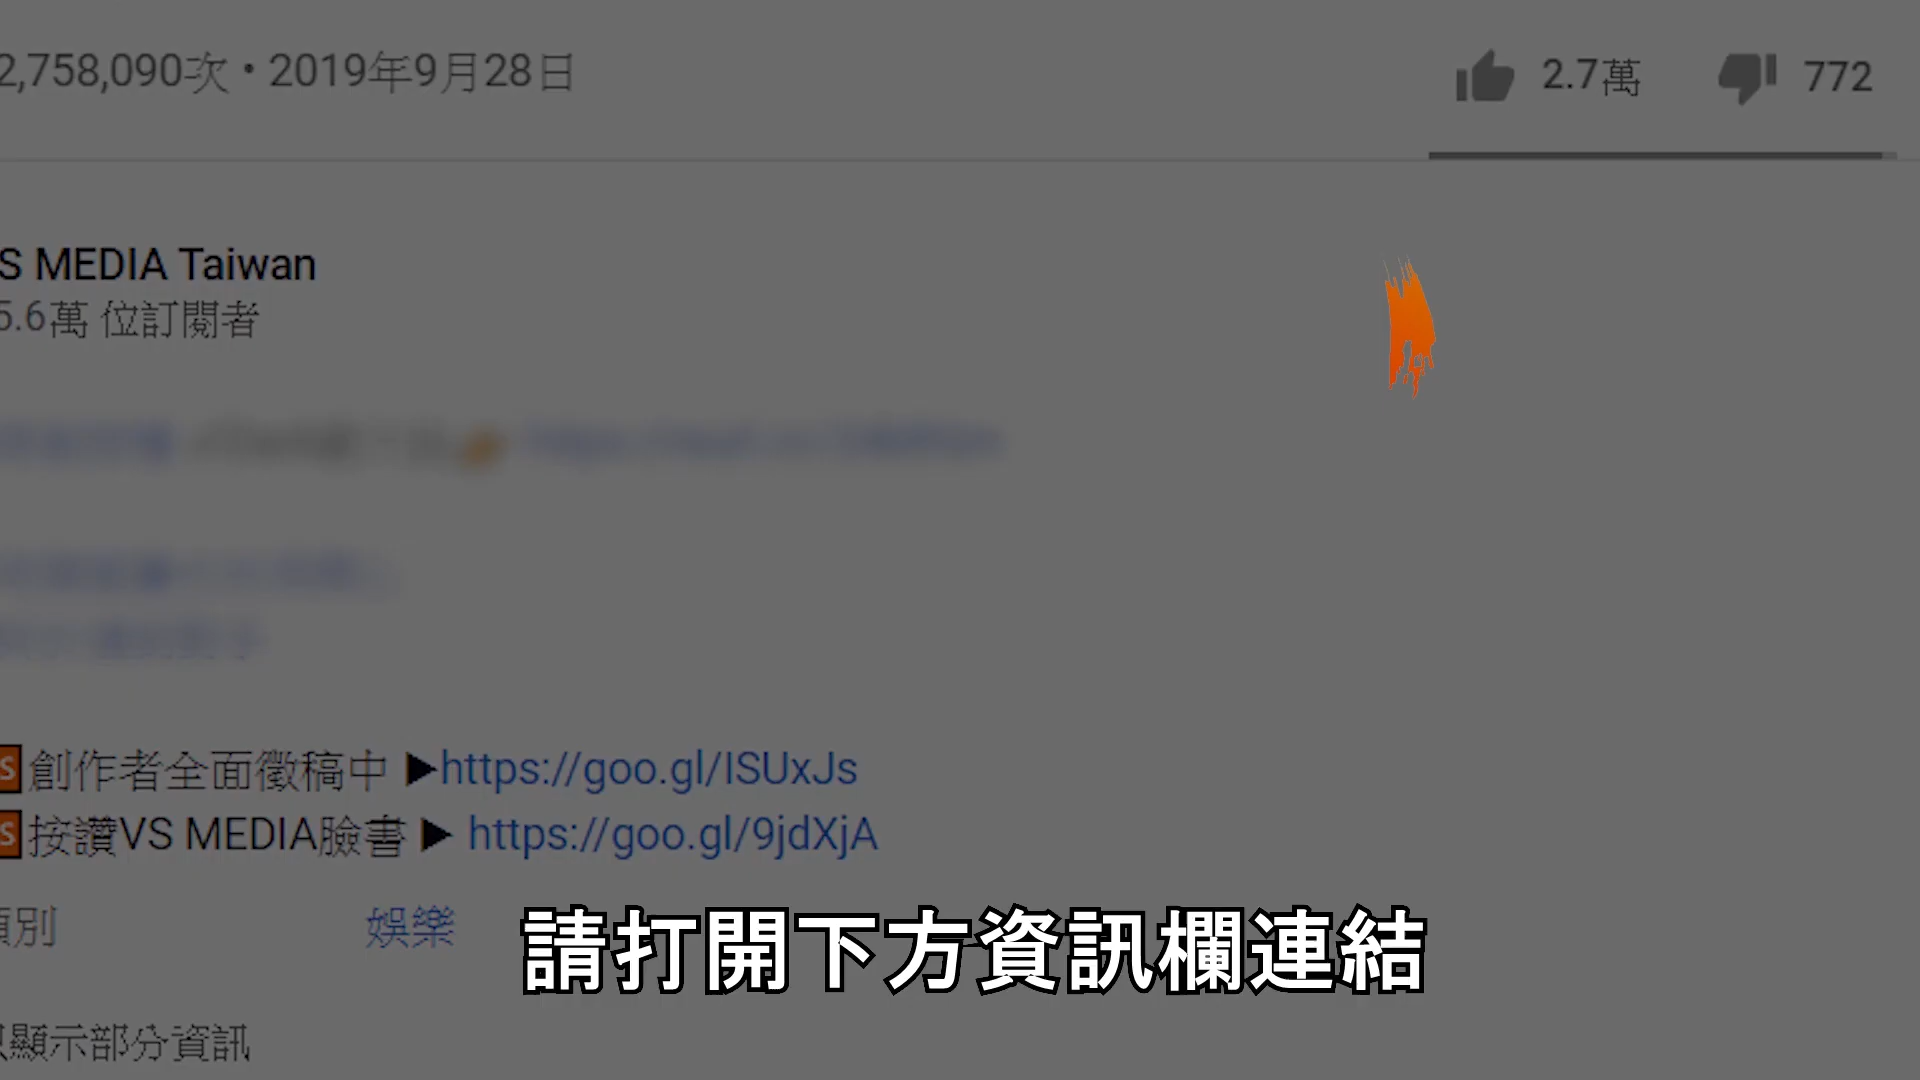 2,758,090次 • 2019年9月28日
2.7萬
772
S MEDIA Taiwan
5.6萬 位訂閱者
S創作者全面徵稿中 ▶https://goo.gl/ISUxJs
S按讚VS MEDIA臉書 ▶ https://goo.gl/9jdXjA
類別 娛樂
請打開下方資訊欄連結
只顯示部分資訊